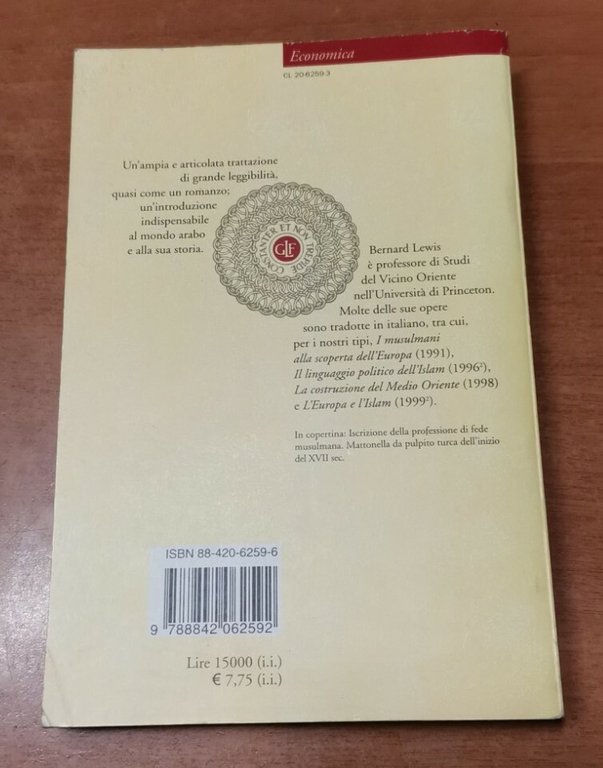 Economica
CL 20-6259-3
Un'ampia e articolata trattazione
di grande leggibilità,
quasi come un romanzo;
un'introduzione
indispensabile
al mondo arabo
e alla sua storia.
CONSTANTER ET NON TREPIDE
GLF
Bernard Lewis
è professore di Studi
del Vicino Oriente
nell'Università di Princeton.
Molte delle sue opere
sono tradotte in italiano, tra cui,
per i nostri tipi, I musulmani
alla scoperta dell'Europa (1991),
Il linguaggio politico dell'Islam (1996²),
La costruzione del Medio Oriente (1998)
e L'Europa e l'Islam (1999²).
In copertina: Iscrizione della professione di fede
musulmana. Mattonella da pulpito turca dell'inizio
del XVII sec.
ISBN 88-420-6259-6
9 788842 062592
Lire 15000 (i.i.)
€ 7,75 (i.i.)